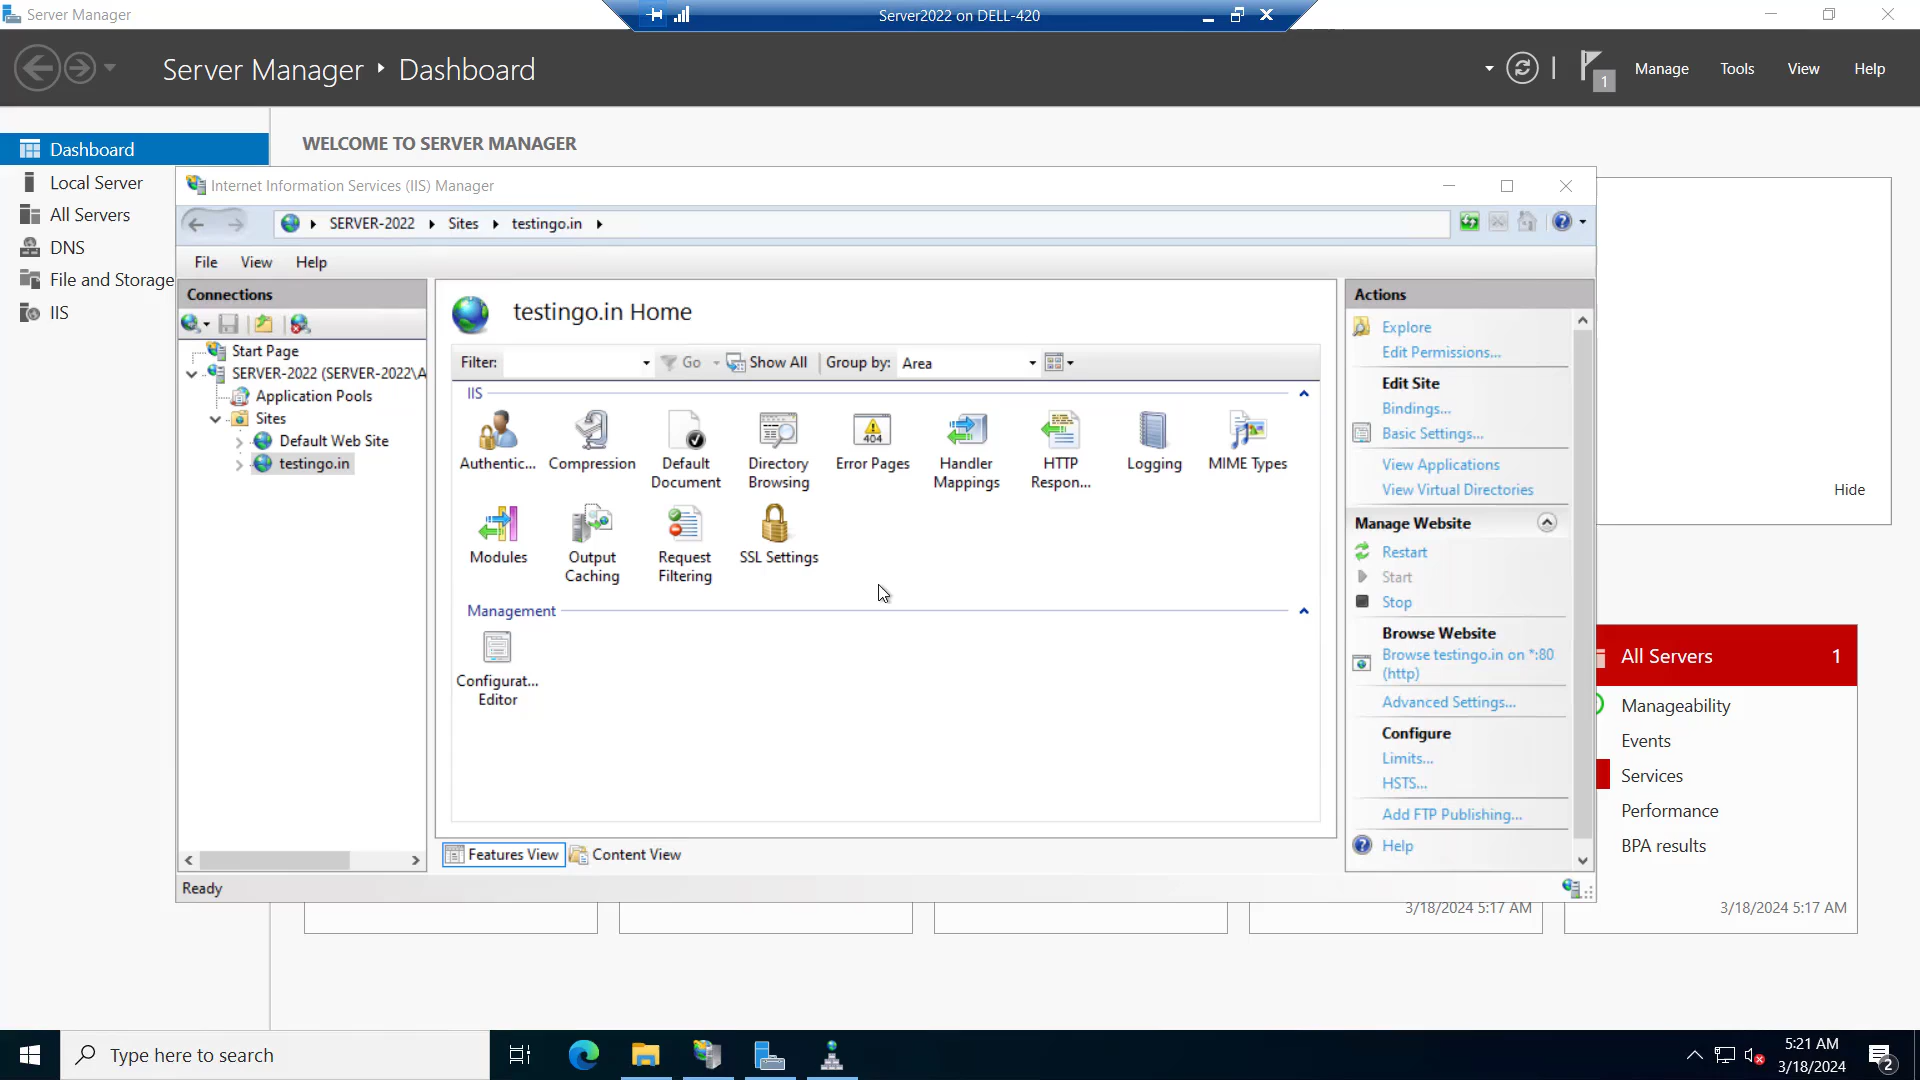 Server Manager
Server2022 on DELL-420
Server Manager
Dashboard
1
Manage
Tools
View
Help
Dashboard
Local Server
All Servers
DNS
File and Storage
IIS
WELCOME TO SERVER MANAGER
Internet Information Services (IIS) Manager
SERVER-2022
Sites
testingo.in
File
View
Help
Connections
Start Page
SERVER-2022 (SERVER-2022\A
Application Pools
Sites
Default Web Site
testingo.in
testingo.in Home
Filter:
Go
Show All
Group by:
Area
IIS
Authentic...
Compression
Default
Document
Directory
Browsing
Error Pages
404
Handler
Mappings
HTTP
Respon...
Logging
MIME Types
Modules
Output
Caching
Request
Filtering
SSL Settings
Management
Configurat...
Editor
Features View
Content View
Ready
Actions
Explore
Edit Permissions...
Edit Site
Bindings...
Basic Settings...
View Applications
View Virtual Directories
Manage Website
Restart
Start
Stop
Browse Website
Browse testingo.in on *:80
(http)
Advanced Settings...
Configure
Limits...
HSTS...
Add FTP Publishing...
Help
Hide
All Servers
1
Manageability
Events
Services
Performance
BPA results
3/18/2024 5:17 AM
3/18/2024 5:17 AM
Type here to search
5:21 AM
3/18/2024
2